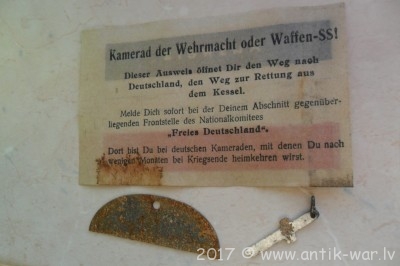 Kamerad der Wehrmacht oder Waffen-SS!
Dieser Ausweis öffnet Dir den Weg nach
Deutschland, den Weg zur Rettung aus
dem Kessel.
Melde Dich sofort bei der Deinem Abschnitt gegenüber-
liegenden Frontstelle des Nationalkomitees
„Freies Deutschland".
Dort bist Du bei deutschen Kameraden, mit denen Du nach
wenigen Monaten bei Kriegsende heimkehren wirst.
2017 © www.antik-war.lv